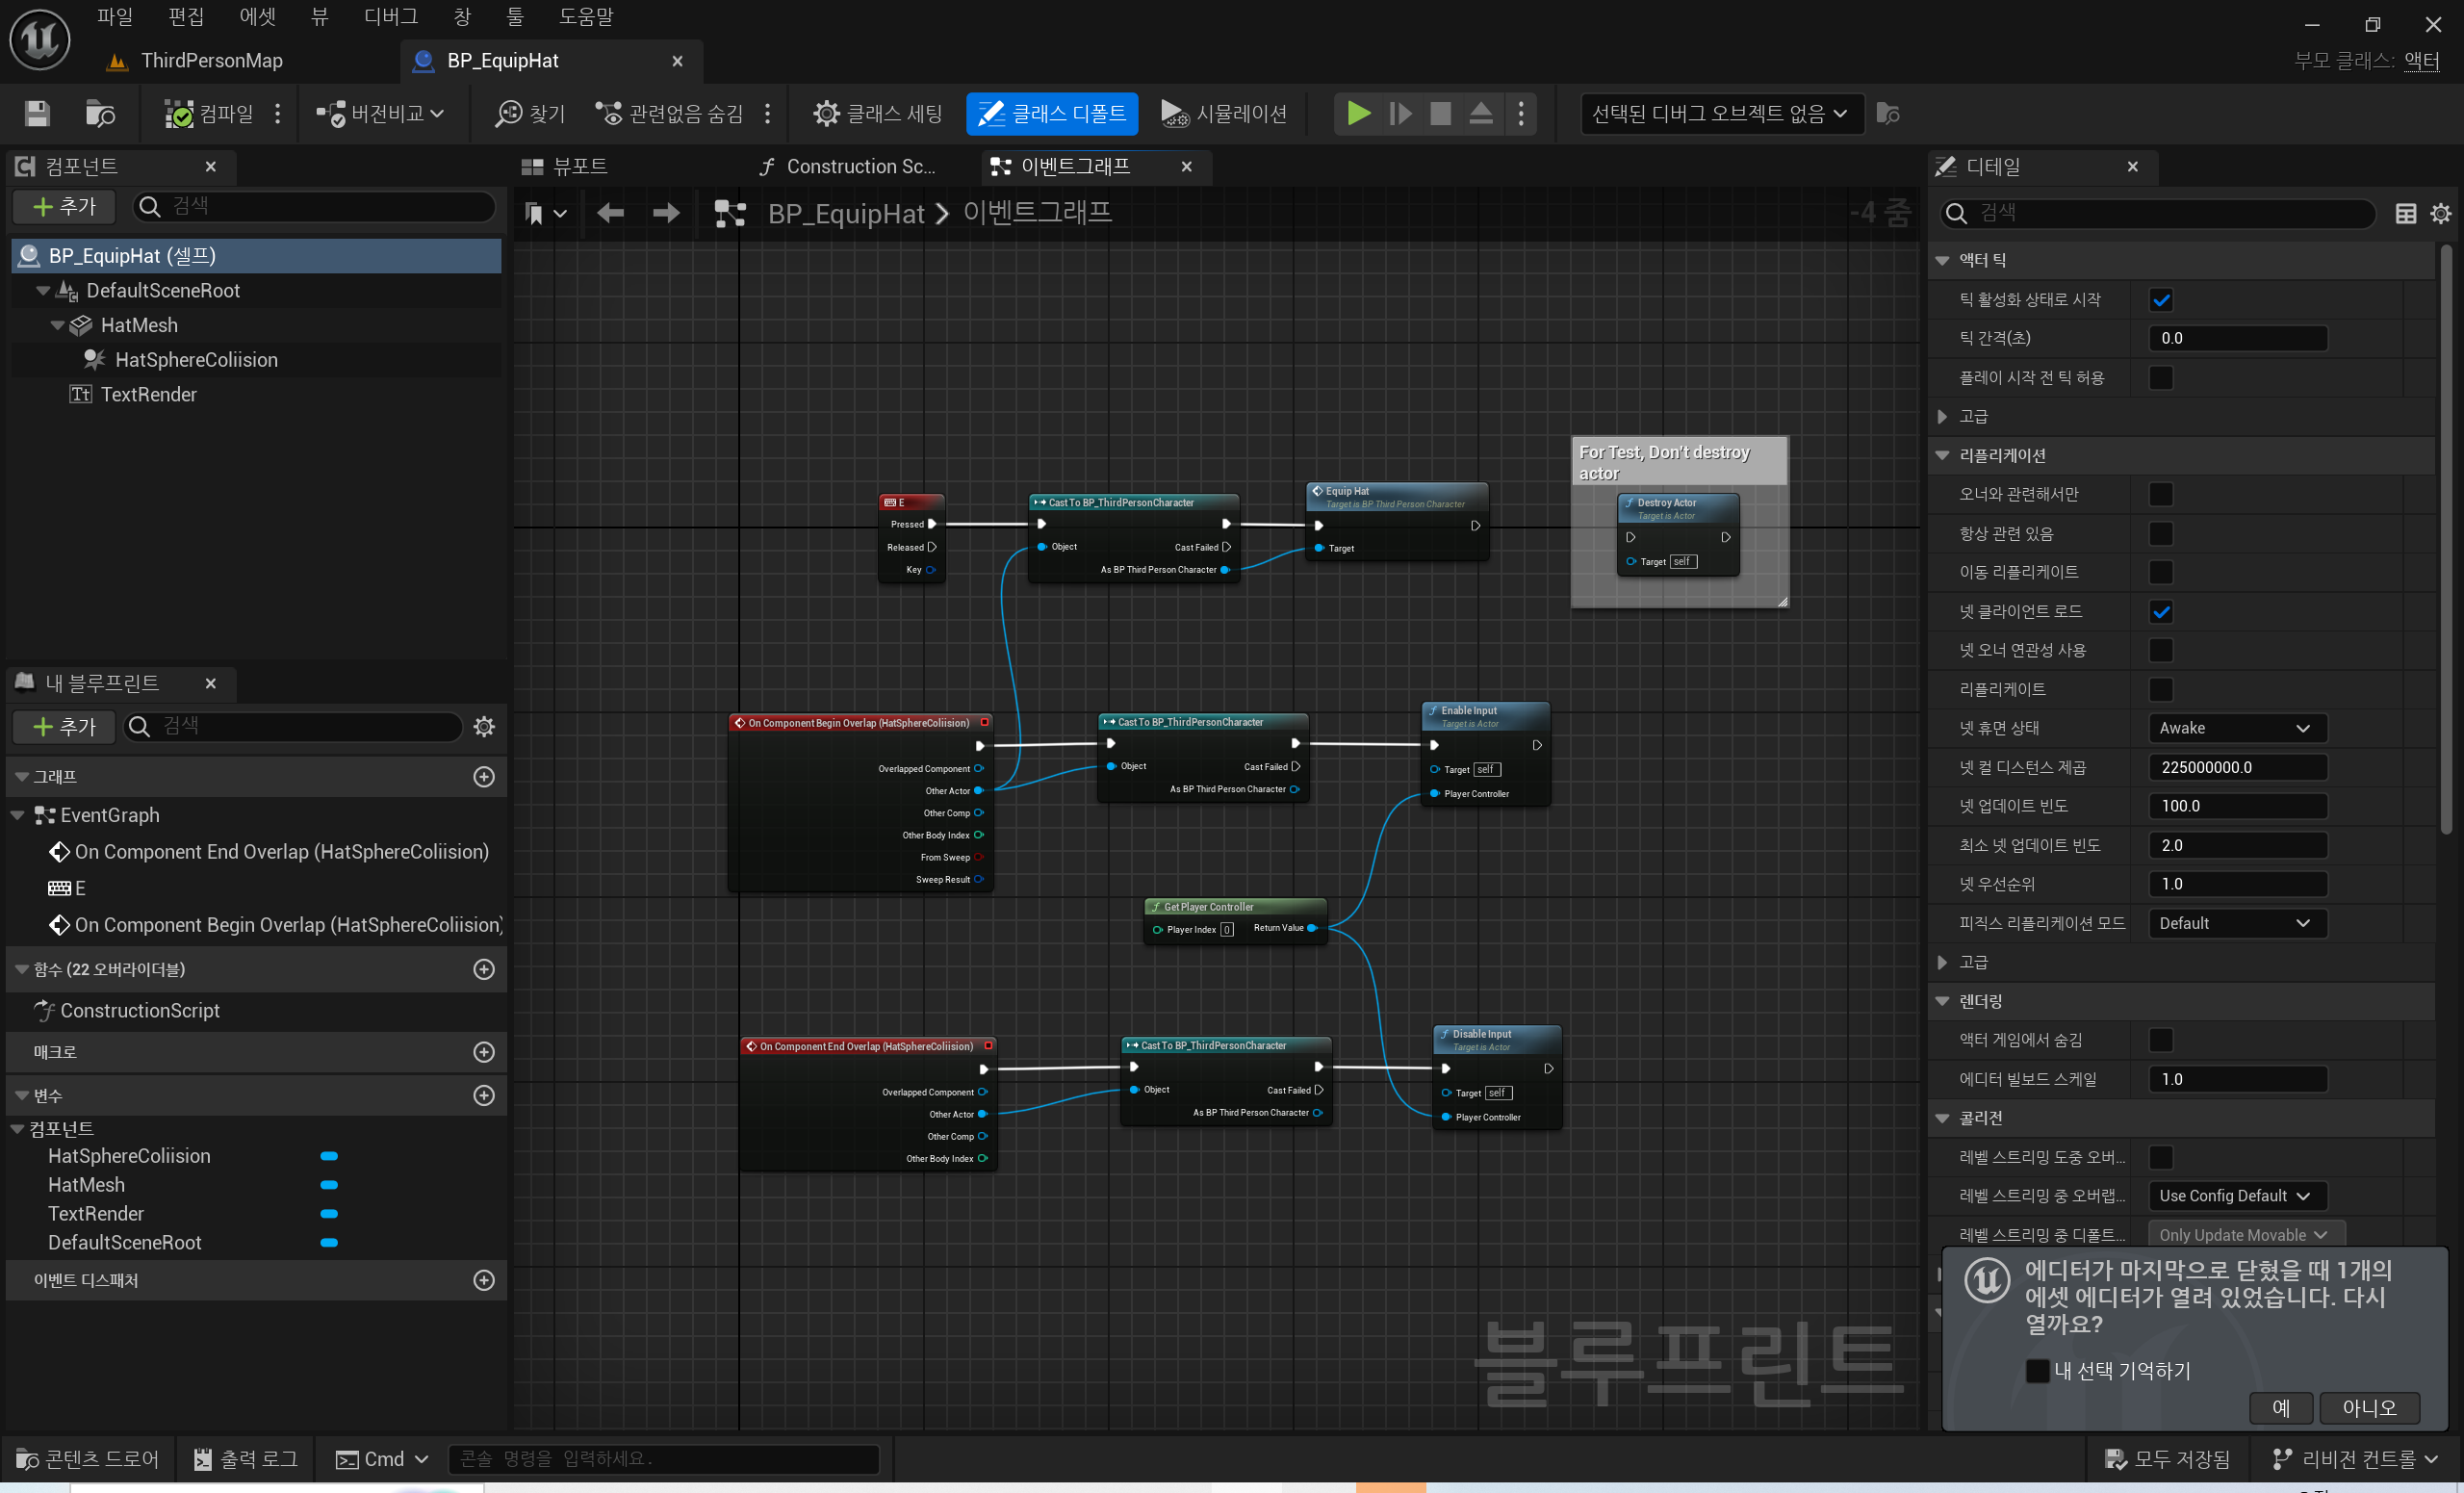 파일 편집 에셋 뷰 디버그 창 툴 도움말
ThirdPersonMap
BP_EquipHat
부모 클래스: 액터
컴파일
버전비교
찾기
관련없음 숨김
클래스 세팅
클래스 디폴트
시뮬레이션
선택된 디버그 오브젝트 없음
컴포넌트
추가
검색
BP_EquipHat (셀프)
DefaultSceneRoot
HatMesh
HatSphereColiision
TextRender
내 블루프린트
추가
검색
그래프
EventGraph
On Component End Overlap (HatSphereColiision)
E
On Component Begin Overlap (HatSphereColiision)
함수 (22 오버라이더블)
ConstructionScript
매크로
변수
컴포넌트
HatSphereColiision
HatMesh
TextRender
DefaultSceneRoot
이벤트 디스패처
뷰포트
Construction Sc...
이벤트그래프
BP_EquipHat
이벤트그래프
-4 줌
E
Pressed
Released
Key
Cast To BP_ThirdPersonCharacter
Object
Cast Failed
As BP Third Person Character
Equip Hat
Target is BP Third Person Character
Target
For Test, Don't destroy
actor
Destroy Actor
Target is Actor
Target self
On Component Begin Overlap (HatSphereColiision)
Overlapped Component
Other Actor
Other Comp
Other Body Index
From Sweep
Sweep Result
Cast To BP_ThirdPersonCharacter
Object
Cast Failed
As BP Third Person Character
Enable Input
Target is Actor
Target self
Player Controller
Get Player Controller
Player Index 0
Return Value
On Component End Overlap (HatSphereColiision)
Overlapped Component
Other Actor
Other Comp
Other Body Index
Cast To BP_ThirdPersonCharacter
Object
Cast Failed
As BP Third Person Character
Disable Input
Target is Actor
Target self
Player Controller
블루프린트
디테일
검색
액터 틱
틱 활성화 상태로 시작
틱 간격(초) 0.0
플레이 시작 전 틱 허용
고급
리플리케이션
오너와 관련해서만
항상 관련 있음
이동 리플리케이트
넷 클라이언트 로드
넷 오너 연관성 사용
리플리케이트
넷 휴면 상태 Awake
넷 컬 디스턴스 제곱 225000000.0
넷 업데이트 빈도 100.0
최소 넷 업데이트 빈도 2.0
넷 우선순위 1.0
피직스 리플리케이션 모드 Default
고급
렌더링
액터 게임에서 숨김
에디터 빌보드 스케일 1.0
콜리전
레벨 스트리밍 도중 오버...
레벨 스트리밍 중 오버랩... Use Config Default
레벨 스트리밍 중 디폴트... Only Update Movable
에디터가 마지막으로 닫혔을 때 1개의
에셋 에디터가 열려 있었습니다. 다시
열까요?
내 선택 기억하기
예
아니오
콘텐츠 드로어
출력 로그
Cmd
콘솔 명령을 입력하세요.
모두 저장됨
리비전 컨트롤